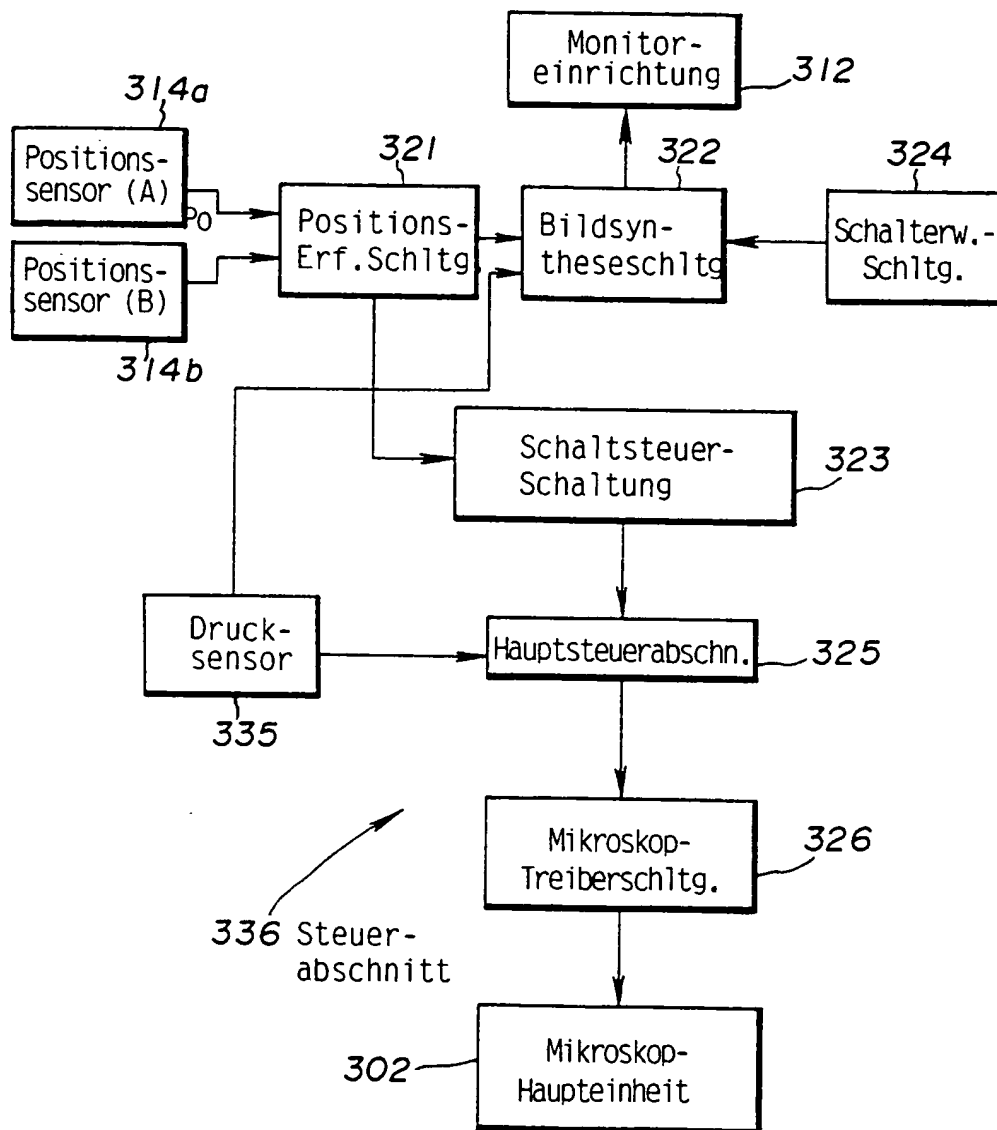 Monitor-
einrichtung
312
314a
Positions-
sensor (A)
P0
321
Positions-
Erf.Schltg.
322
Bildsyn-
theseschltg
324
Schalterw.-
Schltg.
Positions-
sensor (B)
314b
Schaltsteuer-
Schaltung
323
Druck-
sensor
335
Hauptsteuerabschn.
325
Mikroskop-
Treiberschltg.
326
336 Steuer-
abschnitt
302
Mikroskop-
Haupteinheit